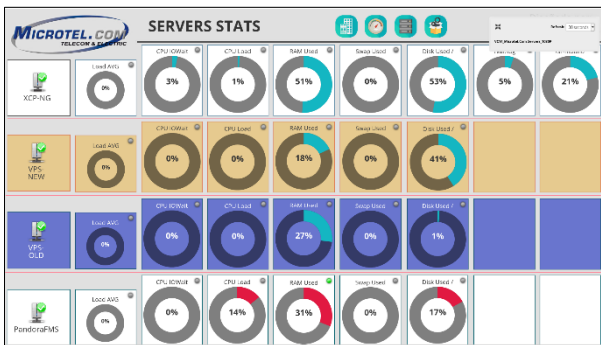 MICROTEL.COM
TELECOM & ELECTRIC
SERVERS STATS
Refresh:
XCP-NG
Load AVG
0%
CPU IOWait
3%
CPU Load
1%
RAM Used
51%
Swap Used
0%
Disk Used /
53%
5%
21%
VPS-
NEW
Load AVG
0%
CPU IOWait
0%
CPU Load
0%
RAM Used
18%
Swap Used
0%
Disk Used /
41%
VPS-
OLD
Load AVG
0%
CPU IOWait
0%
CPU Load
0%
RAM Used
27%
Swap Used
0%
Disk Used /
1%
PandoraFMS
Load AVG
0%
CPU IOWait
0%
CPU Load
14%
RAM Used
31%
Swap Used
0%
Disk Used /
17%